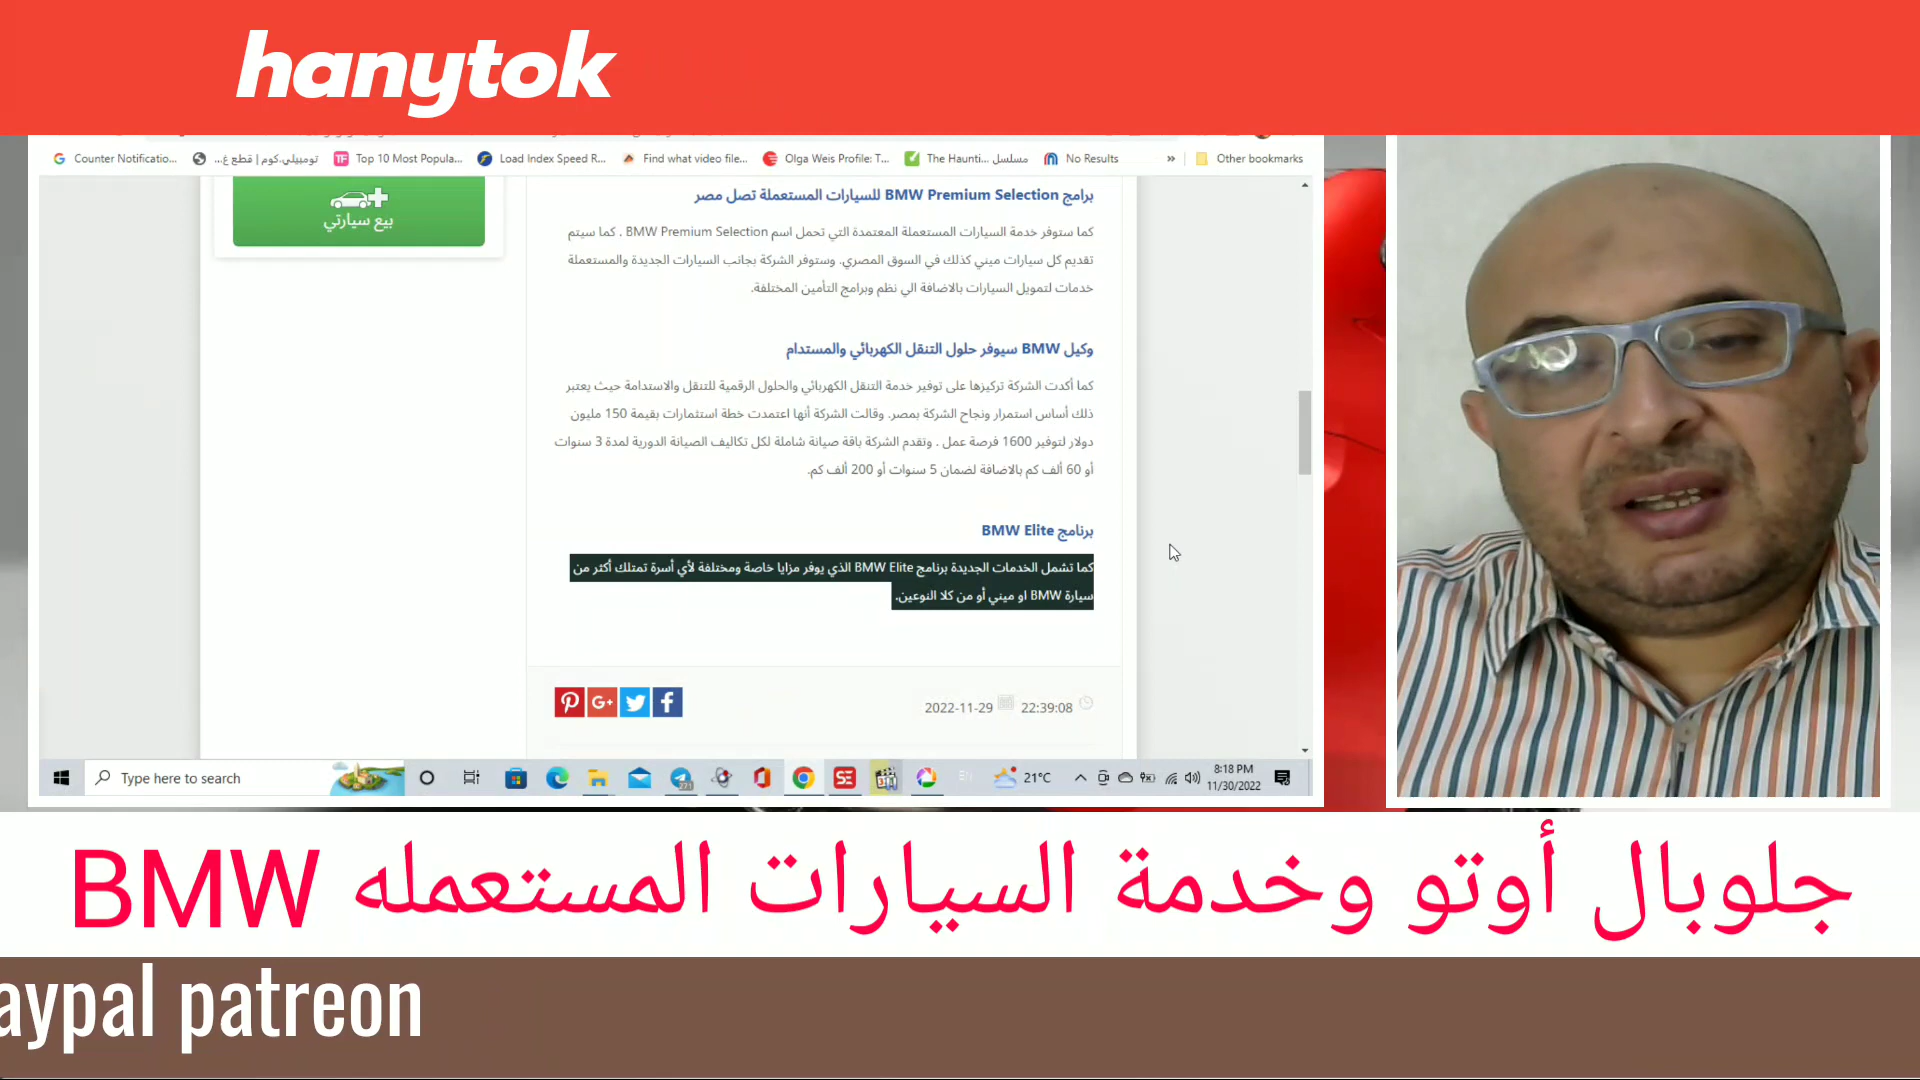 hanytok
Counter Notificatio...
توموبيلي.كوم | قطع غ...
Top 10 Most Popula...
Load Index Speed R...
Find what video file...
Olga Weis Profile: T...
The Haunti... مسلسل
No Results
»
Other bookmarks
بيع سيارتي
برامج BMW Premium Selection للسيارات المستعملة تصل مصر
كما ستوفر خدمة السيارات المستعملة المعتمدة التي تحمل اسم BMW Premium Selection . كما سيتم
تقديم كل سيارات ميني كذلك في السوق المصري. وستوفر الشركة بجانب السيارات الجديدة والمستعملة
خدمات لتمويل السيارات بالاضافة الي نظم وبرامج التأمين المختلفة.
وكيل BMW سيوفر حلول التنقل الكهربائي والمستدام
كما أكدت الشركة تركيزها على توفير خدمة التنقل الكهربائي والحلول الرقمية للتنقل والاستدامة حيث يعتبر
ذلك أساس استمرار ونجاح الشركة بمصر. وقالت الشركة أنها اعتمدت خطة استثمارات بقيمة 150 مليون
دولار لتوفير 1600 فرصة عمل . وتقدم الشركة باقة صيانة شاملة لكل تكاليف الصيانة الدورية لمدة 3 سنوات
أو 60 ألف كم بالاضافة لضمان 5 سنوات أو 200 ألف كم.
برنامج BMW Elite
كما تشمل الخدمات الجديدة برنامج BMW Elite الذي يوفر مزايا خاصة ومختلفة لأي أسرة تمتلك أكثر من
سيارة BMW او ميني أو من كلا النوعين.
22:39:08 2022-11-29
Type here to search
21°C
8:18 PM
11/30/2022
جلوبال أوتو وخدمة السيارات المستعمله BMW
aypal patreon